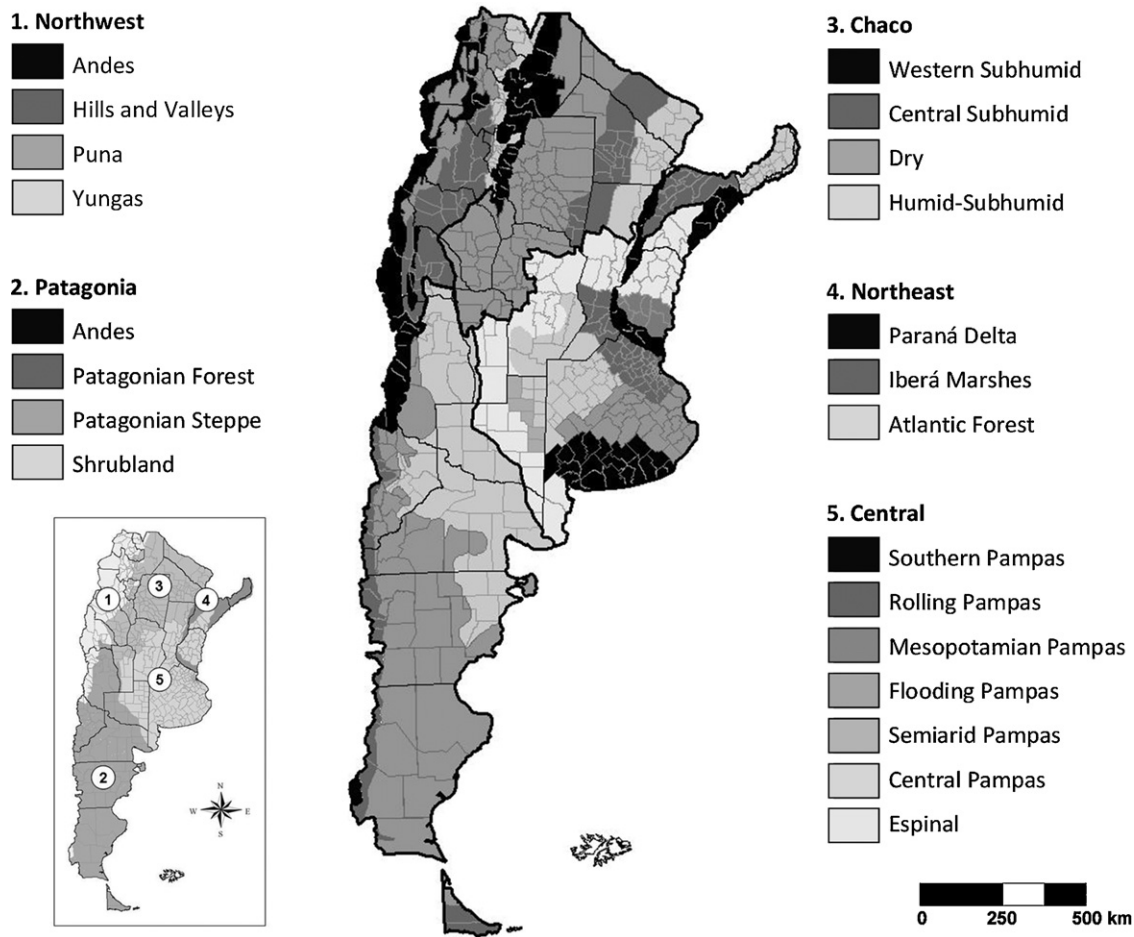 1. Northwest
Andes
Hills and Valleys
Puna
Yungas
2. Patagonia
Andes
Patagonian Forest
Patagonian Steppe
Shrubland
1
2
3
4
5
N
W E
S
3. Chaco
Western Subhumid
Central Subhumid
Dry
Humid-Subhumid
4. Northeast
Paraná Delta
Iberá Marshes
Atlantic Forest
5. Central
Southern Pampas
Rolling Pampas
Mesopotamian Pampas
Flooding Pampas
Semiarid Pampas
Central Pampas
Espinal
0 250 500 km